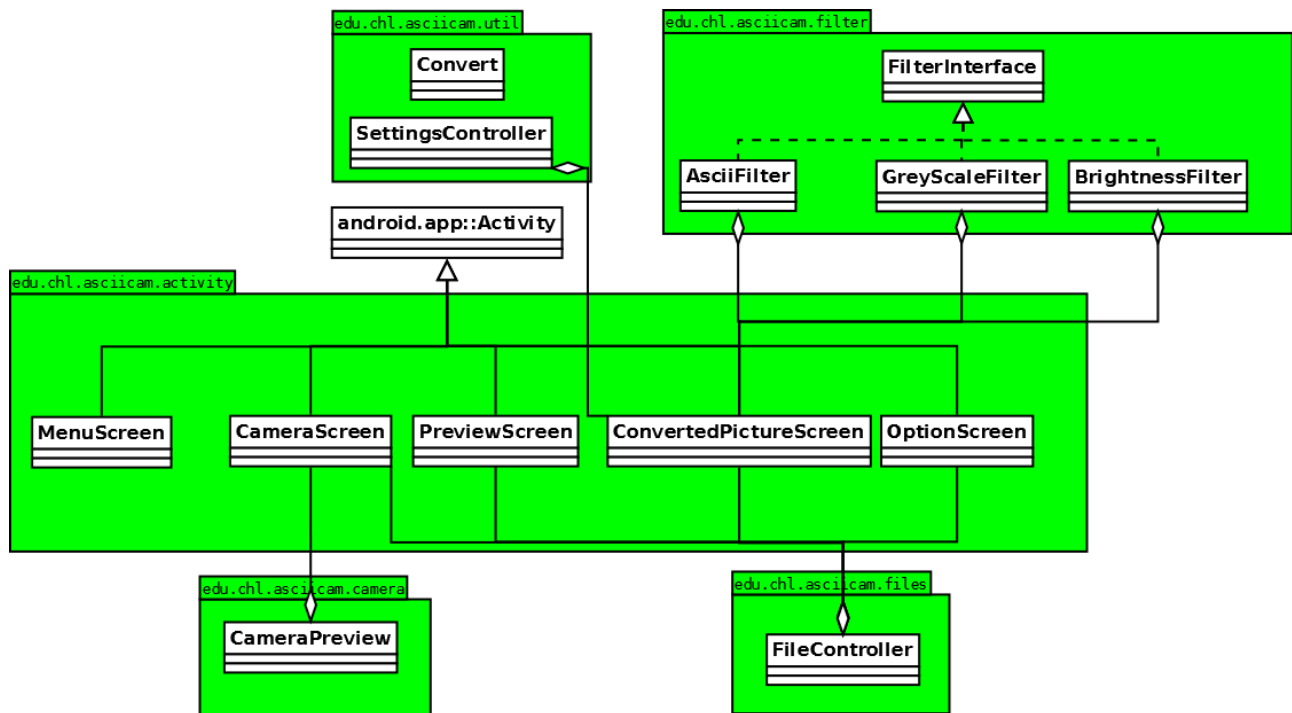 edu.chl.asciicam.util
Convert
SettingsController
edu.chl.asciicam.filter
FilterInterface
AsciiFilter
GreyScaleFilter
BrightnessFilter
android.app::Activity
edu.chl.asciicam.activity
MenuScreen
CameraScreen
PreviewScreen
ConvertedPictureScreen
OptionScreen
edu.chl.asciicam.camera
CameraPreview
edu.chl.asciicam.files
FileController